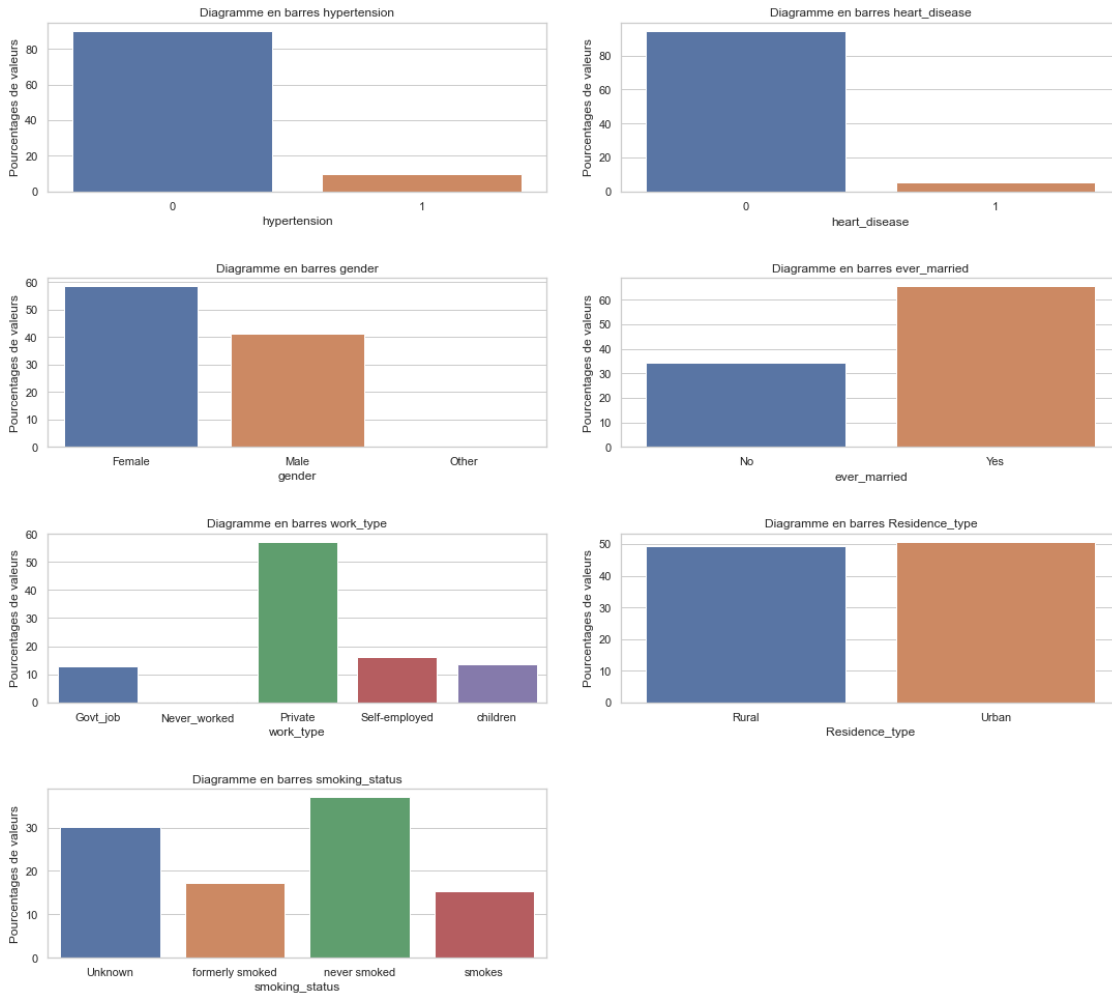 Diagramme en barres hypertension
Pourcentages de valeurs
80
60
40
20
0
0 1
hypertension
Diagramme en barres heart_disease
Pourcentages de valeurs
80
60
40
20
0
0 1
heart_disease
Diagramme en barres gender
Pourcentages de valeurs
60
50
40
30
20
10
0
Female Male Other
gender
Diagramme en barres ever_married
Pourcentages de valeurs
60
50
40
30
20
10
0
No Yes
ever_married
Diagramme en barres work_type
Pourcentages de valeurs
60
50
40
30
20
10
0
Govt_job Never_worked Private Self-employed children
work_type
Diagramme en barres Residence_type
Pourcentages de valeurs
50
40
30
20
10
0
Rural Urban
Residence_type
Diagramme en barres smoking_status
Pourcentages de valeurs
30
20
10
0
Unknown formerly smoked never smoked smokes
smoking_status